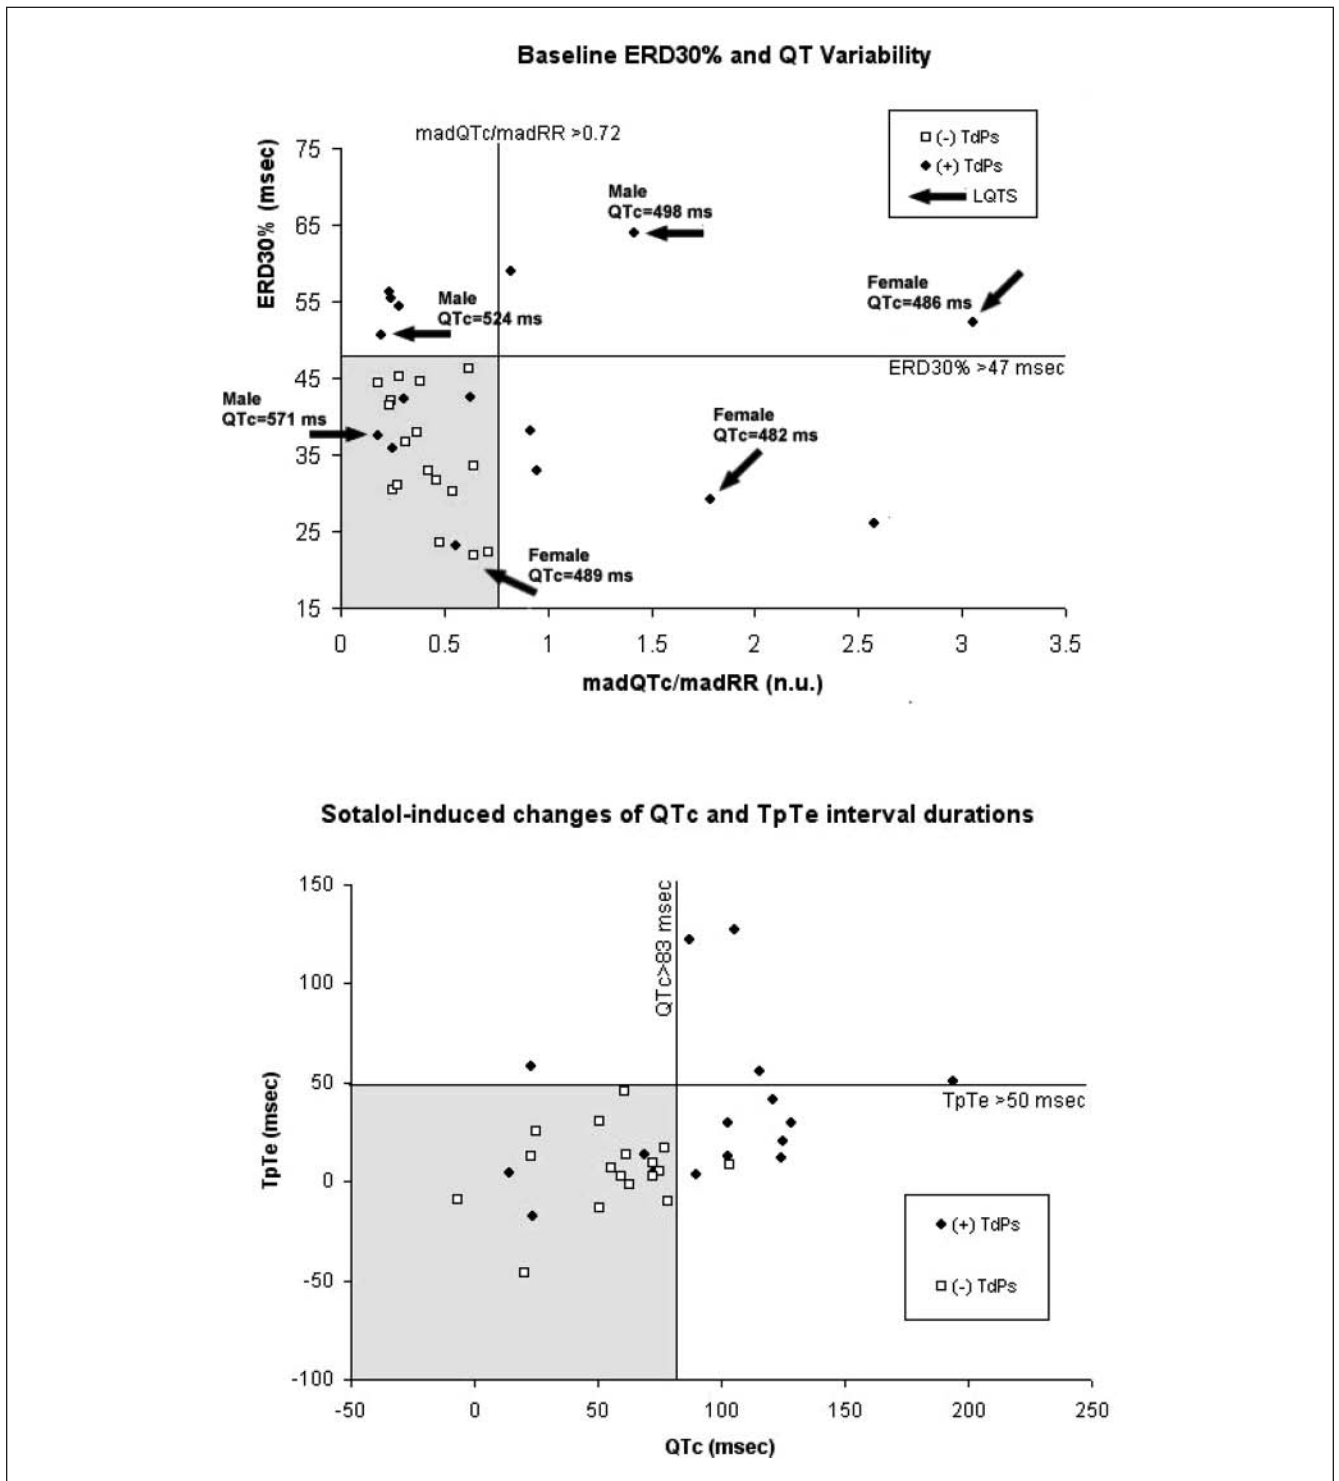 Baseline ERD30% and QT Variability
madQTc/madRR >0.72
(-) TdPs
(+) TdPs
LQTS
ERD30% (msec)
75
65
55
45
35
25
15
Male
QTc=498 ms
Female
QTc=486 ms
Male
QTc=524 ms
ERD30% >47 msec
Male
QTc=571 ms
Female
QTc=482 ms
Female
QTc=489 ms
0 0.5 1 1.5 2 2.5 3 3.5
madQTc/madRR (n.u.)
Sotalol-induced changes of QTc and TpTe interval durations
150
100
50
0
-50
-100
TpTe (msec)
QTc>83 msec
TpTe >50 msec
(+) TdPs
(-) TdPs
-50 0 50 100 150 200 250
QTc (msec)